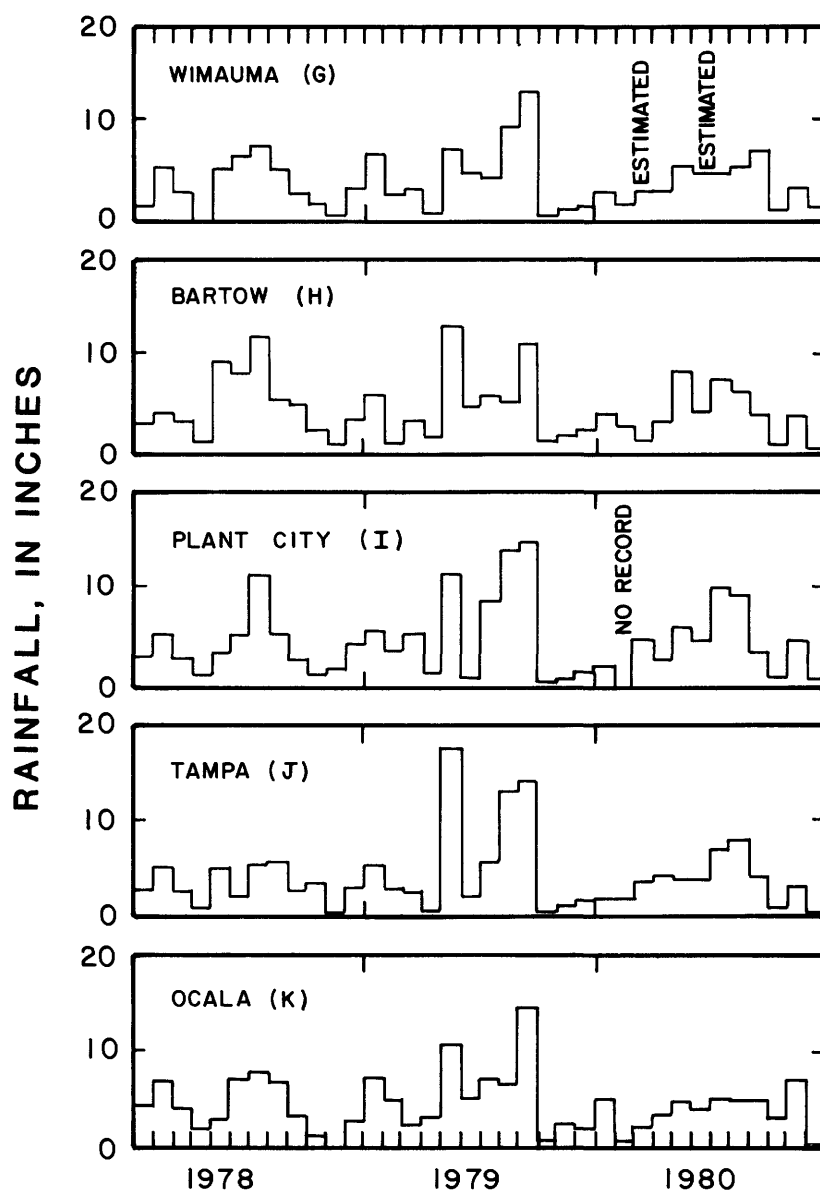 RAINFALL, IN INCHES
20
10
0
WIMAUMA (G)
ESTIMATED
ESTIMATED
20
10
0
BARTOW (H)
20
10
0
PLANT CITY (I)
NO RECORD
20
10
0
TAMPA (J)
20
10
0
OCALA (K)
1978 1979 1980